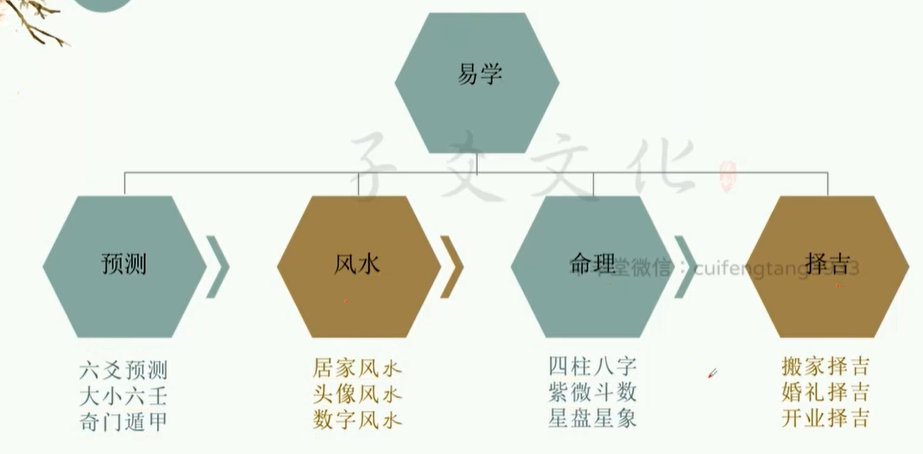 易学
子爻文化
预测
风水
命理
择吉
六爻预测
大小六壬
奇门遁甲
居家风水
头像风水
数字风水
四柱八字
紫微斗数
星盘星象
搬家择吉
婚礼择吉
开业择吉
堂微信：cuifengtang